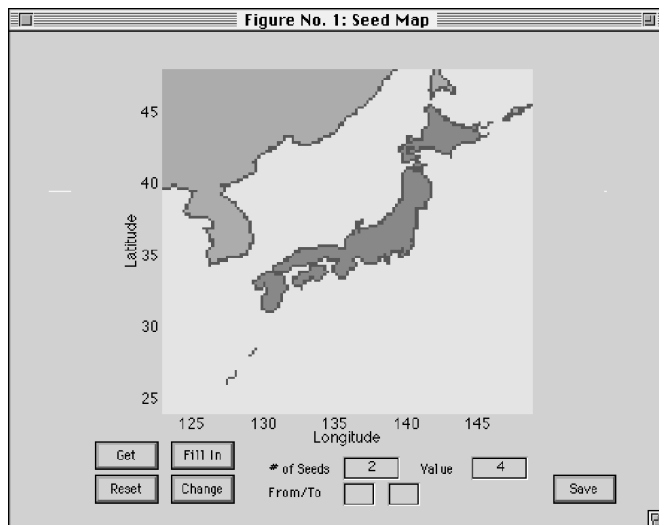 Figure No. 1: Seed Map
45
40
35
30
25
Latitude
125 130 135 140 145
Longitude
Get Fill In
# of Seeds 2 Value 4
Reset Change From/To Save